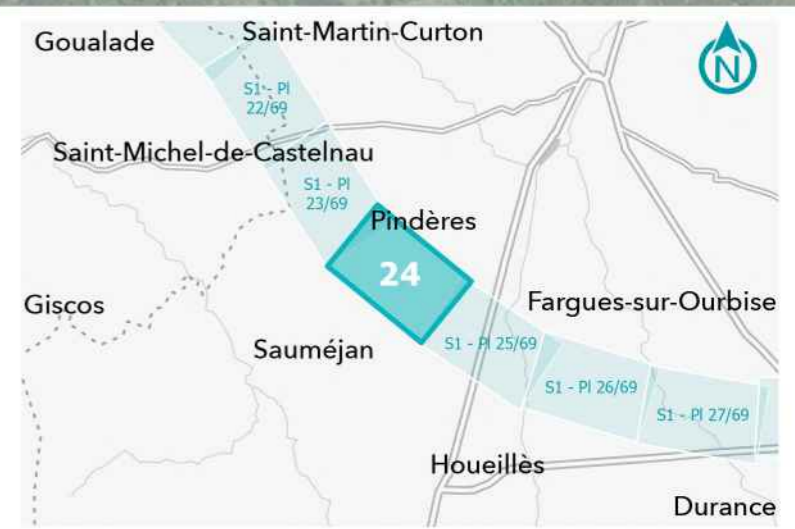 Goualade
Saint-Martin-Curton
N
S1 - Pl
22/69
Saint-Michel-de-Castelnau
S1 - Pl
23/69
Pindères
24
Giscos
Fargues-sur-Ourbise
Sauméjan
S1 - Pl 25/69
S1 - Pl 26/69
S1 - Pl 27/69
Houeillès
Durance